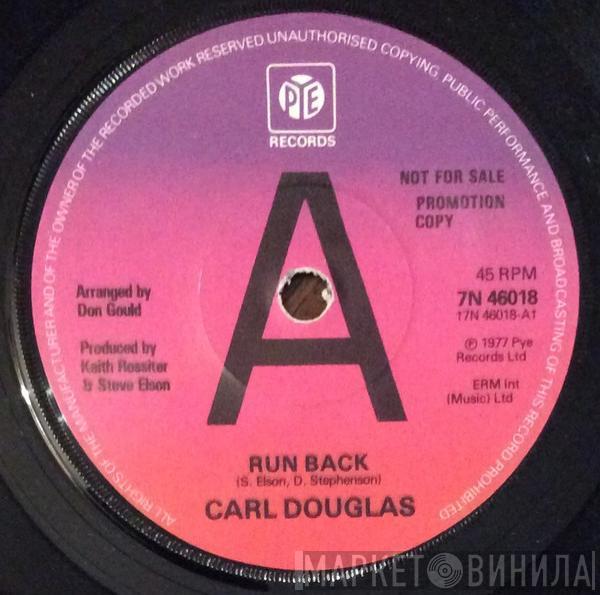 ALL RIGHTS OF THE MANUFACTURER AND OF THE OWNER OF THE RECORDED WORK RESERVED UNAUTHORISED COPYING, PUBLIC PERFORMANCE AND BROADCASTING OF THIS RECORD PROHIBITED
PYE
RECORDS
NOT FOR SALE
PROMOTION
COPY
A
45 RPM
7N 46018
17N 46018-A1
Arranged by
Don Gould
Produced by
Keith Rossiter
& Steve Elson
℗ 1977 Pye
Records Ltd
ERM Int
(Music) Ltd
RUN BACK
(S. Elson, D. Stephenson)
CARL DOUGLAS
МАРКЕТ ВИНИЛА